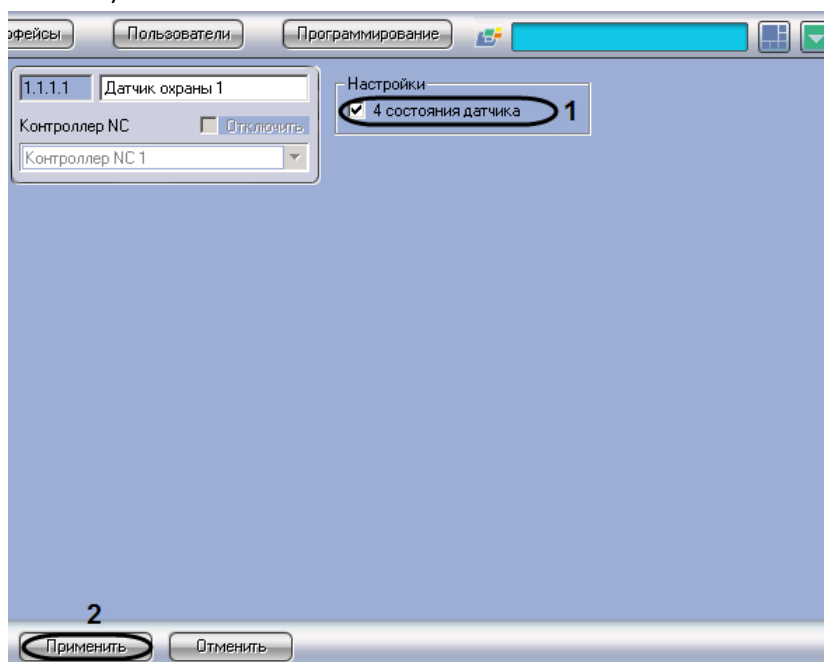 рфейсы Пользователи Программирование
1.1.1.1 Датчик охраны 1
Контроллер NC Отключить
Контроллер NC 1
Настройки
4 состояния датчика 1
2
Применить Отменить